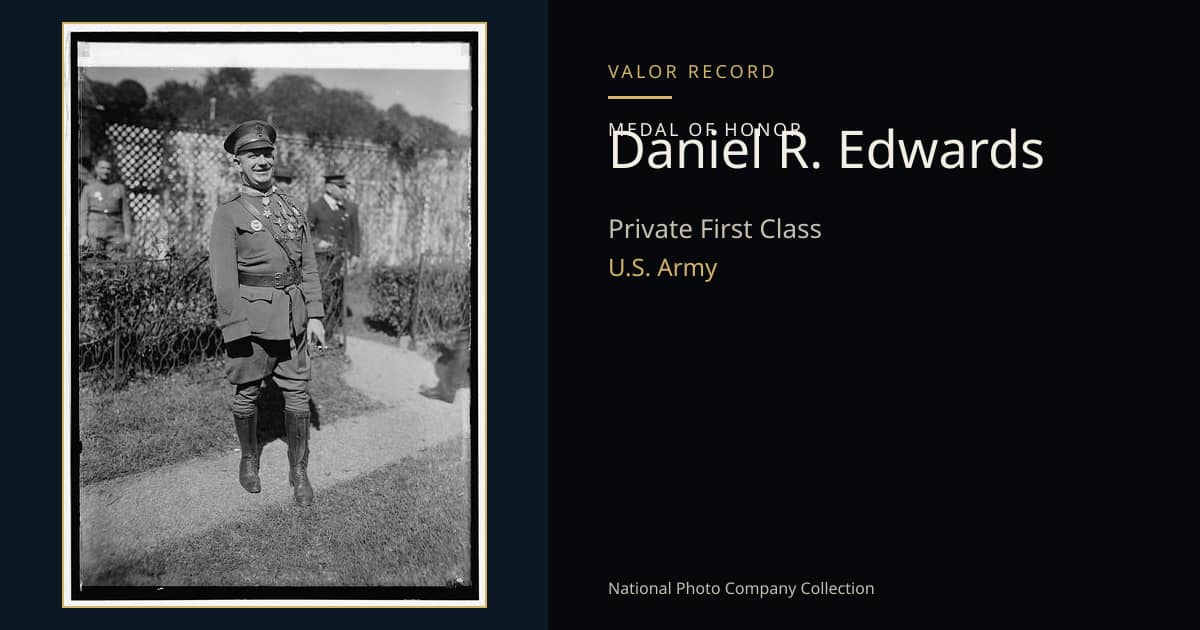 VALOR RECORD
MEDAL OF HONOR
Daniel R. Edwards
Private First Class
U.S. Army
National Photo Company Collection